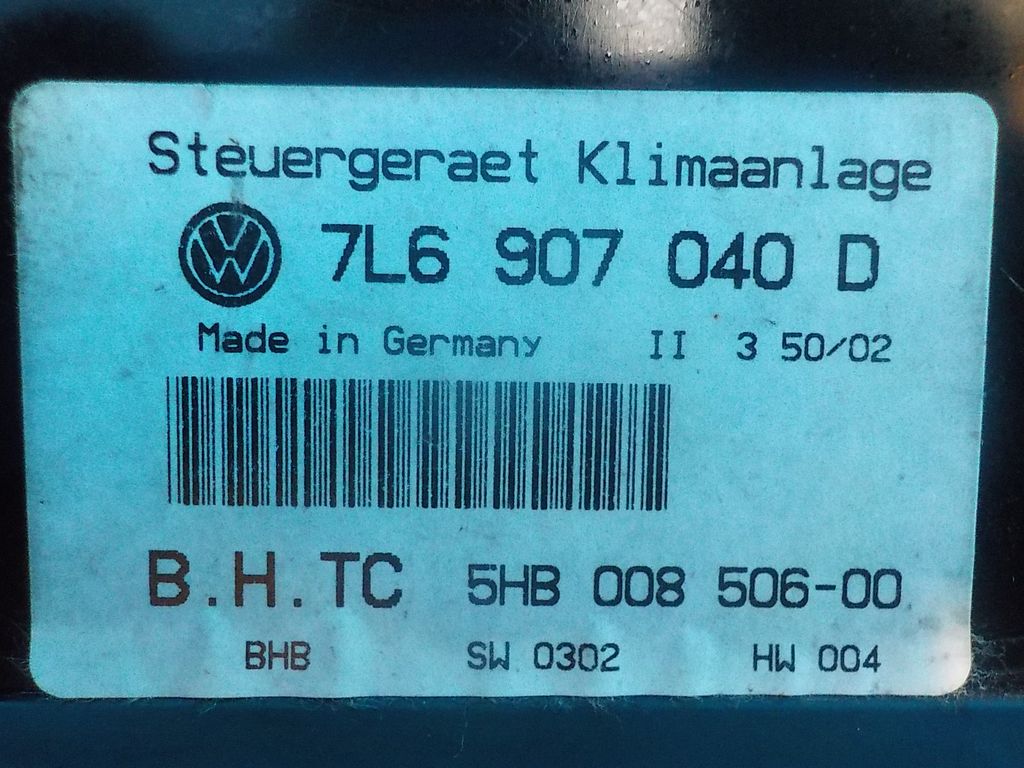 Steuergeraet Klimaanlage
7L6 907 040 D
Made in Germany II 3 50/02
B.H.TC 5HB 008 506-00
BHB SW 0302 HW 004